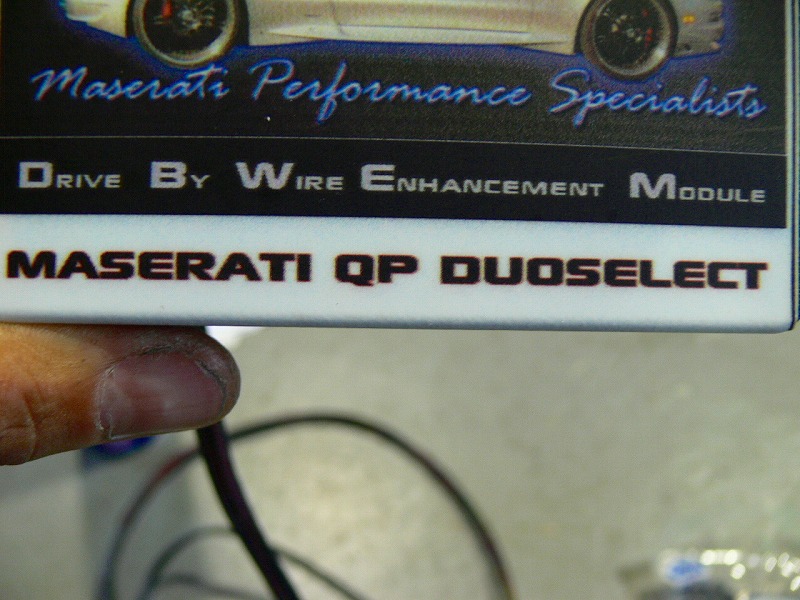 Maserati Performance Specialists
DRIVE BY WIRE ENHANCEMENT MODULE
MASERATI QP DUOSELECT